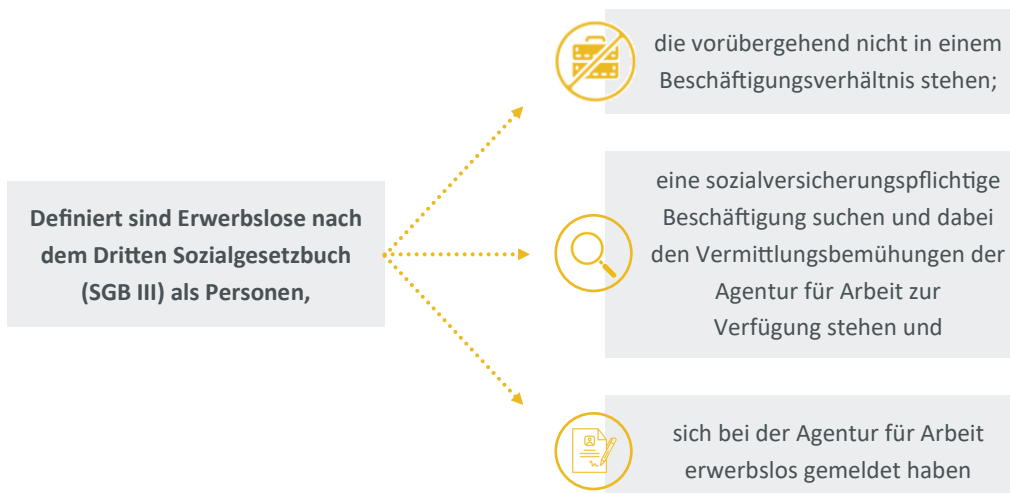 Definiert sind Erwerbslose nach
dem Dritten Sozialgesetzbuch
(SGB III) als Personen,
die vorübergehend nicht in einem
Beschäftigungsverhältnis stehen;
eine sozialversicherungspflichtige
Beschäftigung suchen und dabei
den Vermittlungsbemühungen der
Agentur für Arbeit zur
Verfügung stehen und
sich bei der Agentur für Arbeit
erwerbslos gemeldet haben